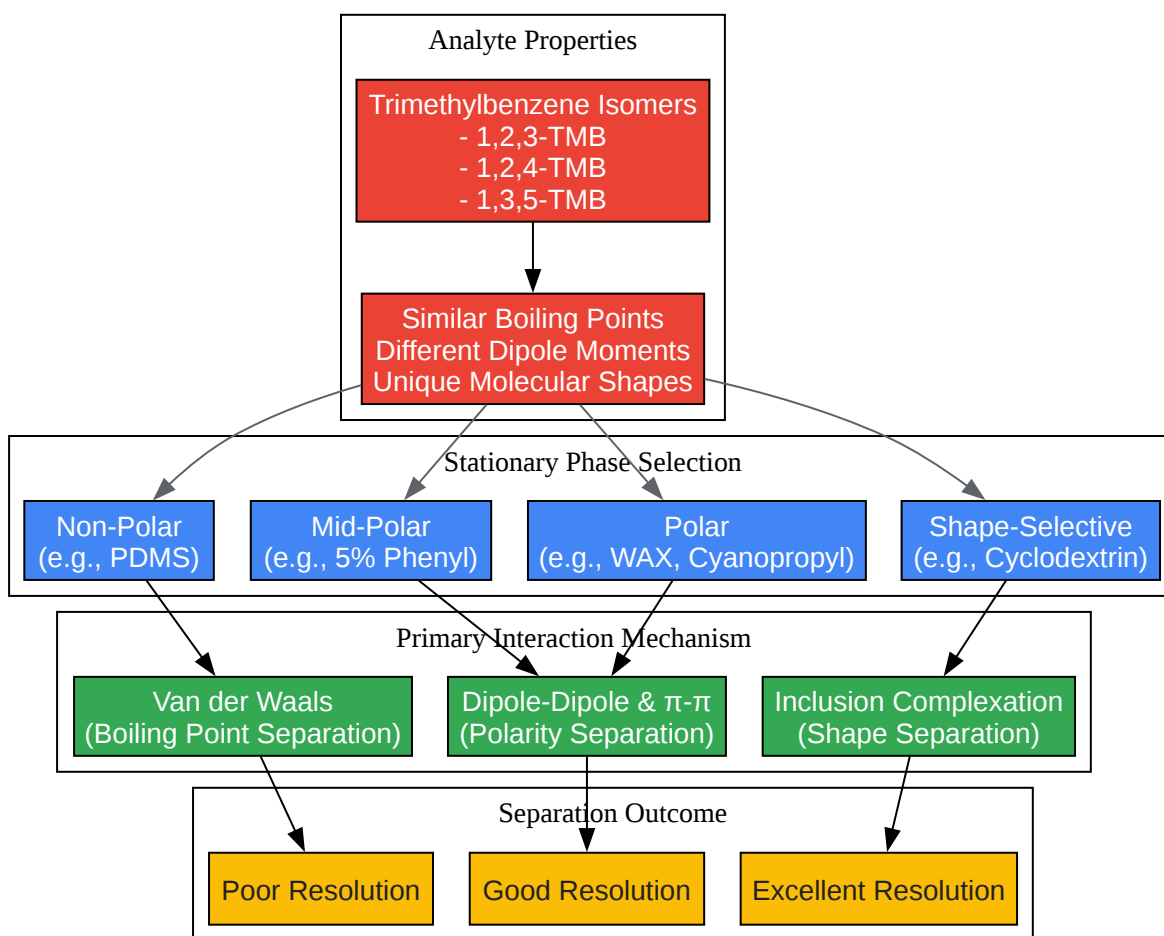 Analyte Properties
Trimethylbenzene Isomers
- 1,2,3-TMB
- 1,2,4-TMB
- 1,3,5-TMB
Similar Boiling Points
Different Dipole Moments
Unique Molecular Shapes
Stationary Phase Selection
Non-Polar
(e.g., PDMS)
Mid-Polar
(e.g., 5% Phenyl)
Polar
(e.g., WAX, Cyanopropyl)
Shape-Selective
(e.g., Cyclodextrin)
Primary Interaction Mechanism
Van der Waals
(Boiling Point Separation)
Dipole-Dipole & π-π
(Polarity Separation)
Inclusion Complexation
(Shape Separation)
Separation Outcome
Poor Resolution
Good Resolution
Excellent Resolution